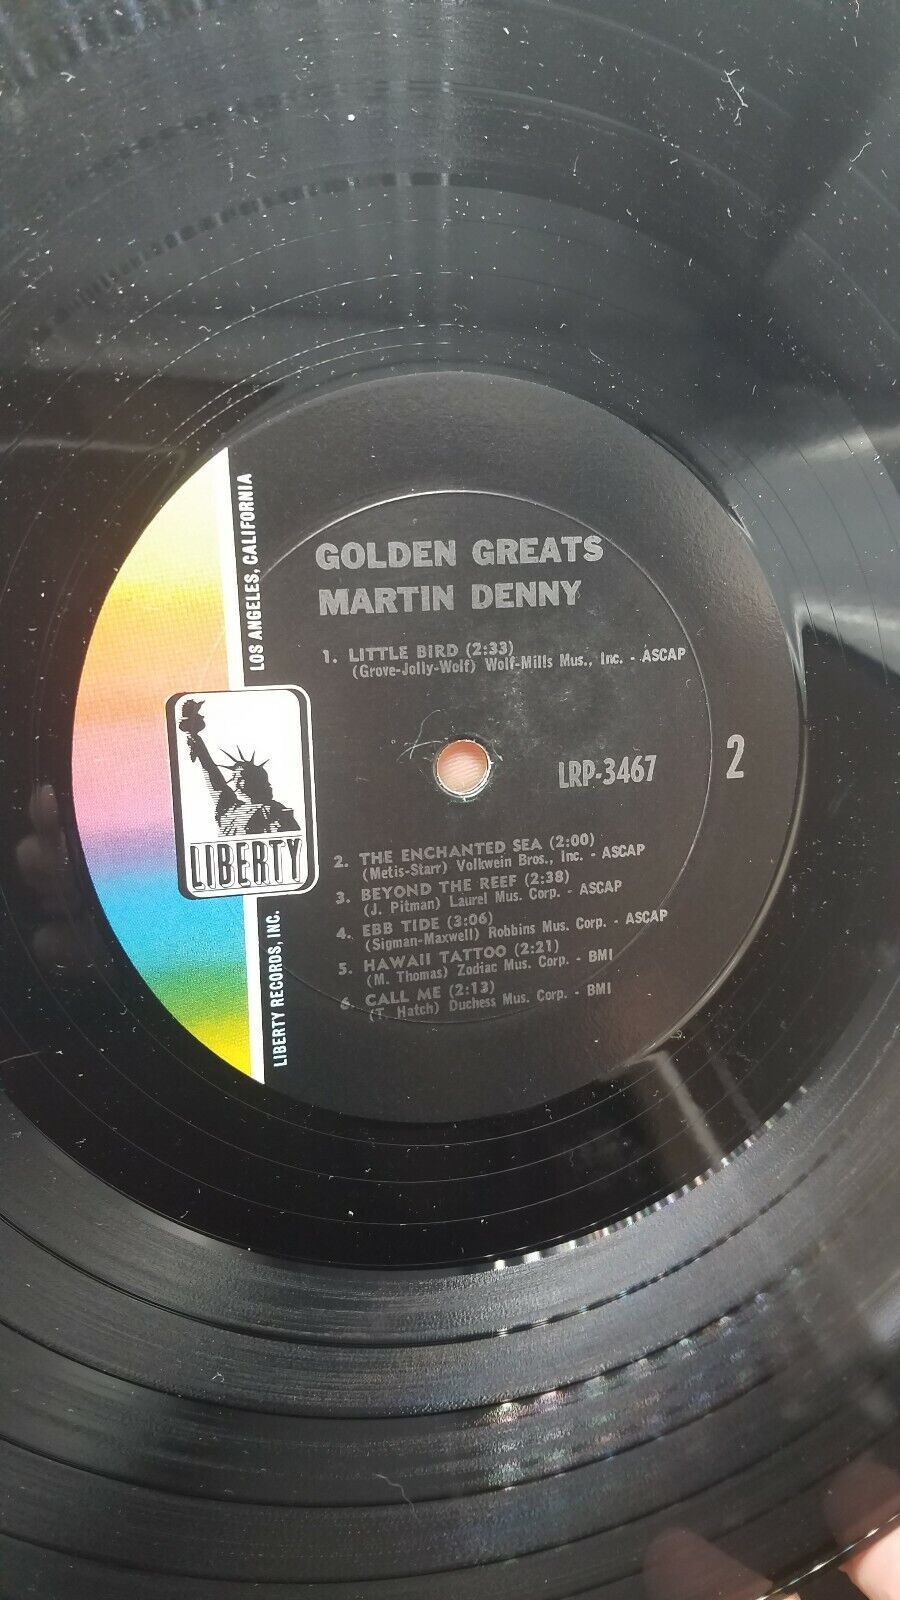 GOLDEN GREATS
MARTIN DENNY
1. LITTLE BIRD (2:33)
(Grove-Jolly-Wolf) Wolf-Mills Mus., Inc. - ASCAP
LRP-3467
2
2. THE ENCHANTED SEA (2:00)
(Metis-Starr) Volkwein Bros., Inc. - ASCAP
3. BEYOND THE REEF (2:38)
(J. Pitman) Laurel Mus. Corp. - ASCAP
4. EBB TIDE (3:06)
(Sigman-Maxwell) Robbins Mus. Corp. - ASCAP
5. HAWAII TATTOO (2:21)
(M. Thomas) Zodiac Mus. Corp. - BMI
6. CALL ME (2:13)
(T. Hatch) Duchess Mus. Corp. - BMI
LIBERTY
LIBERTY RECORDS, INC.
LOS ANGELES, CALIFORNIA